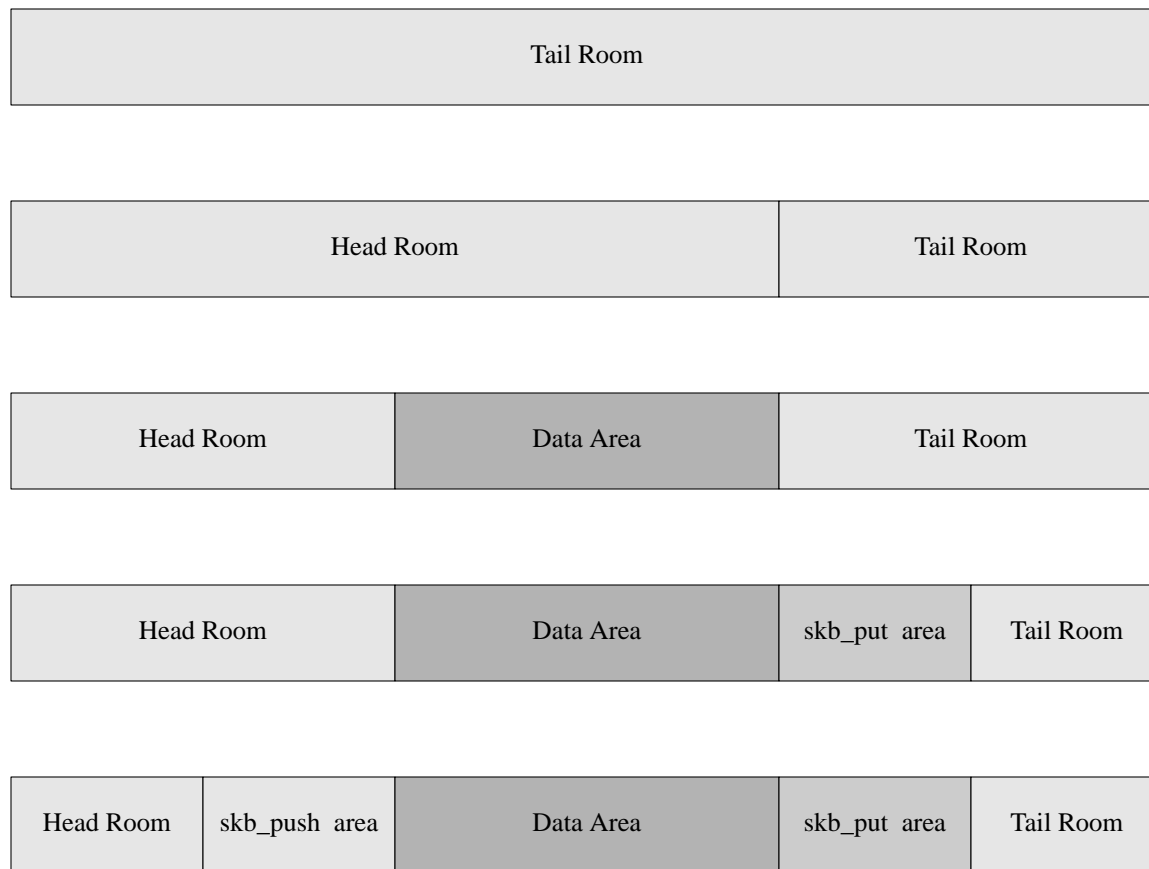 Tail Room
Head Room Tail Room
Head Room Data Area Tail Room
Head Room Data Area skb_put area Tail Room
Head Room skb_push area Data Area skb_put area Tail Room